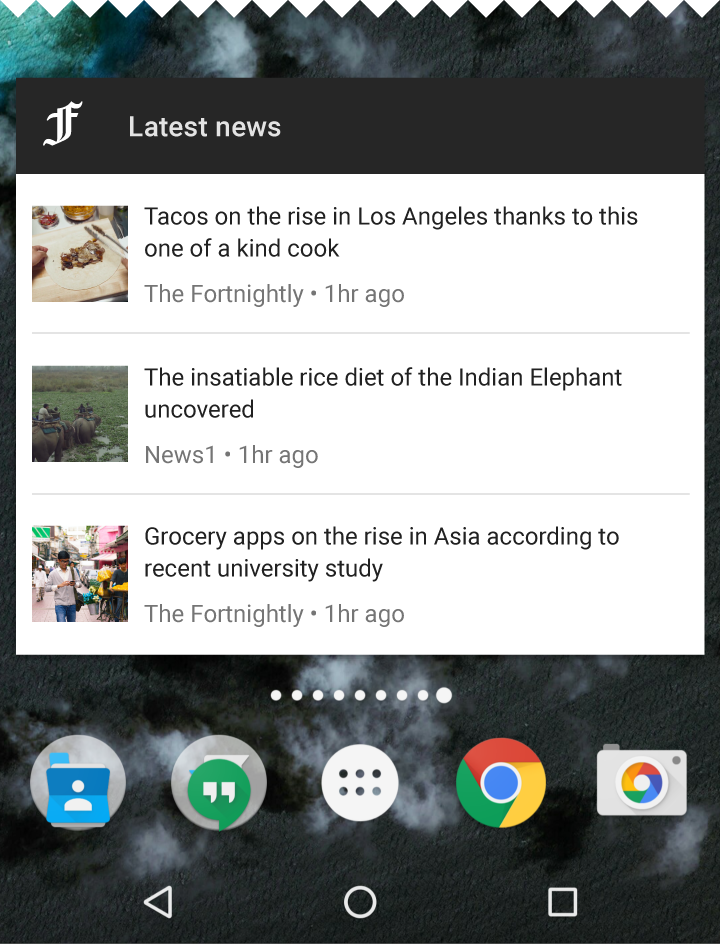 F
Latest news
Tacos on the rise in Los Angeles thanks to this
one of a kind cook
The Fortnightly • 1hr ago
The insatiable rice diet of the Indian Elephant
uncovered
News1 • 1hr ago
Grocery apps on the rise in Asia according to
recent university study
The Fortnightly • 1hr ago